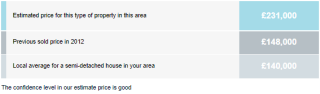 Estimated price for this type of property in this area £231,000
Previous sold price in 2012 £148,000
Local average for a semi-detached house in your area £140,000
The confidence level in our estimate price is good